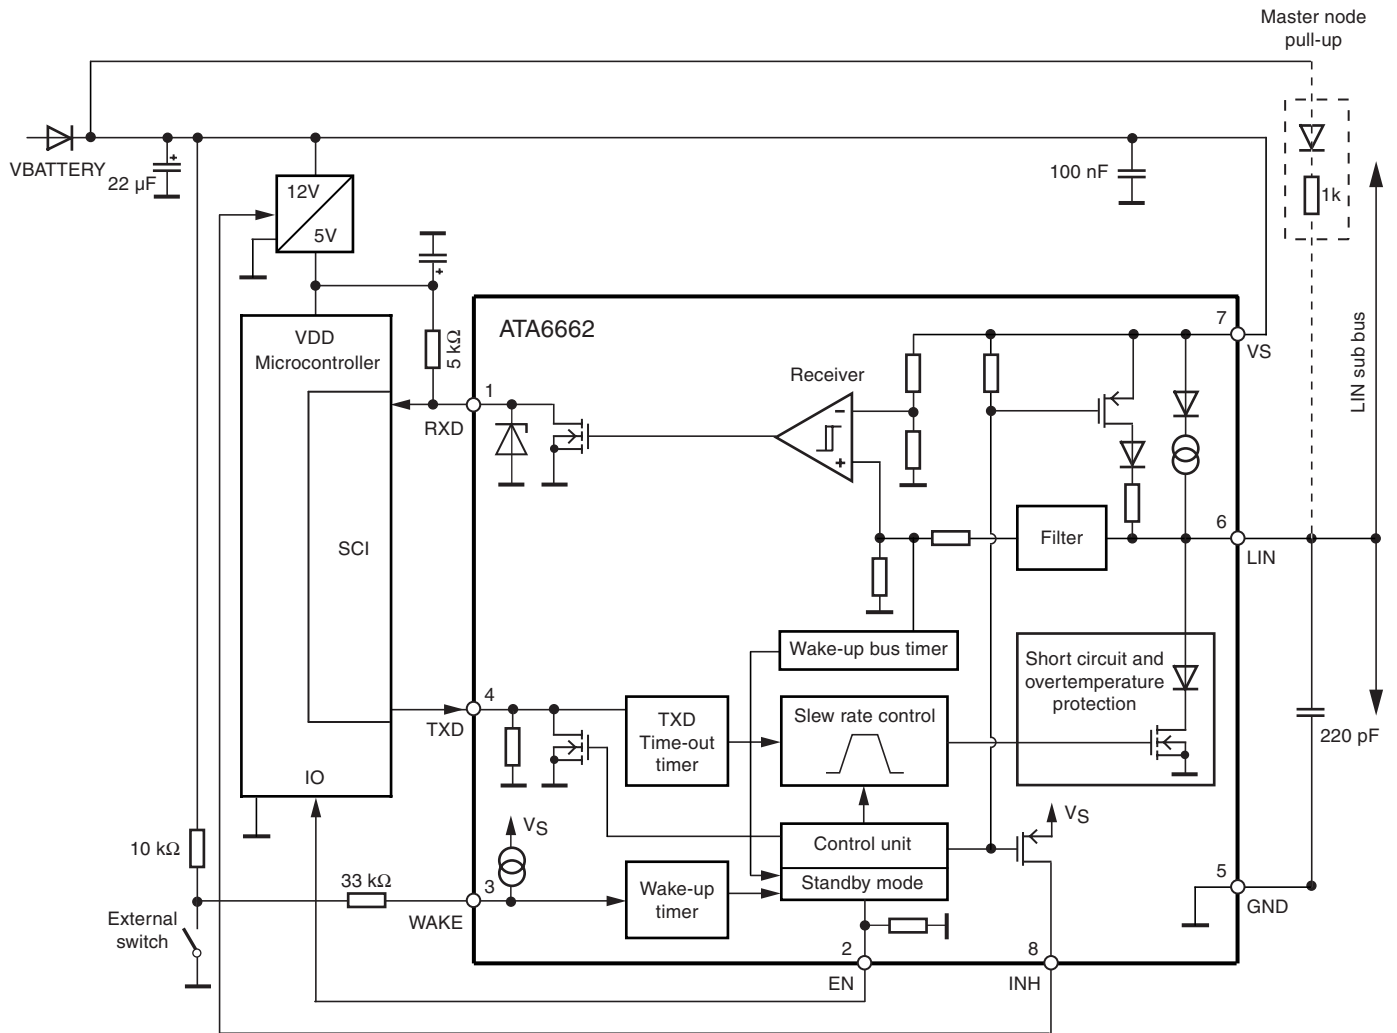 Master node
pull-up
VBATTERY
22 µF
+
12V
5V
+
100 nF
1k
LIN sub bus
VDD
Microcontroller
5 kΩ
ATA6662
7
VS
Receiver
1
RXD
-
+
SCI
Filter
6
LIN
Wake-up bus timer
Short circuit and
overtemperature
protection
4
TXD
TXD
Time-out
timer
Slew rate control
220 pF
IO
VS
VS
Control unit
10 kΩ
33 kΩ
3
WAKE
Wake-up
timer
Standby mode
5
GND
External
switch
2
EN
8
INH